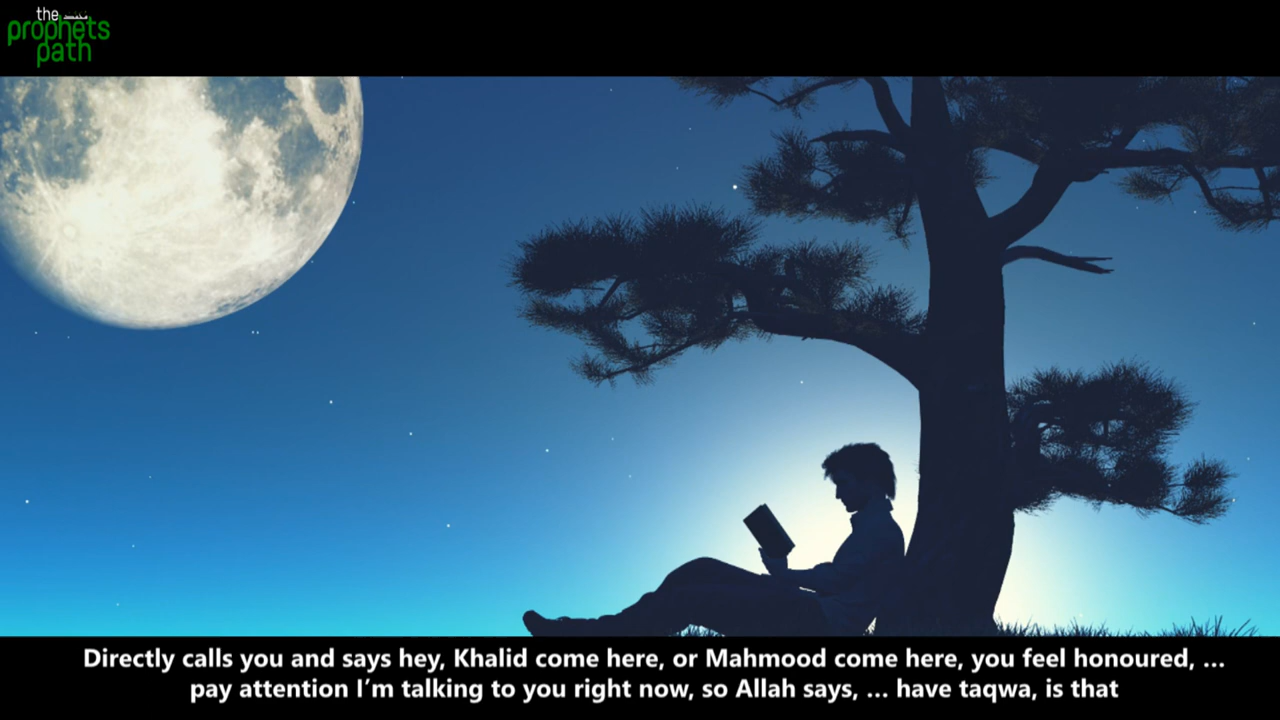 the
prophets
path
Directly calls you and says hey, Khalid come here, or Mahmood come here, you feel honoured, ...
pay attention I’m talking to you right now, so Allah says, ... have taqwa, is that